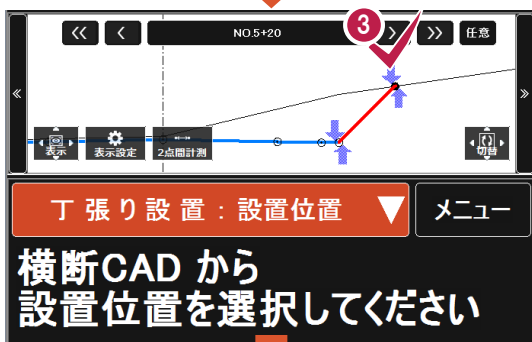 ≪ ＜ NO.5+20 ＞ ≫ 任意
3
≪ ≫
表示 表示設定 2点間計測 切替
丁張り設置：設置位置 ▼ メニュー
横断CAD から
設置位置を選択してください